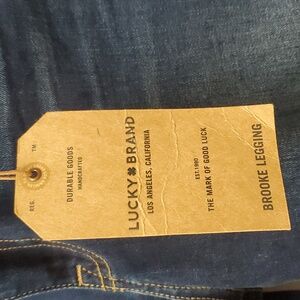 REG. TM
DURABLE GOODS
HANDCRAFTED
LUCKY BRAND
LOS ANGELES, CALIFORNIA
EST. 1990
THE MARK OF GOOD LUCK
BROOKE LEGGING